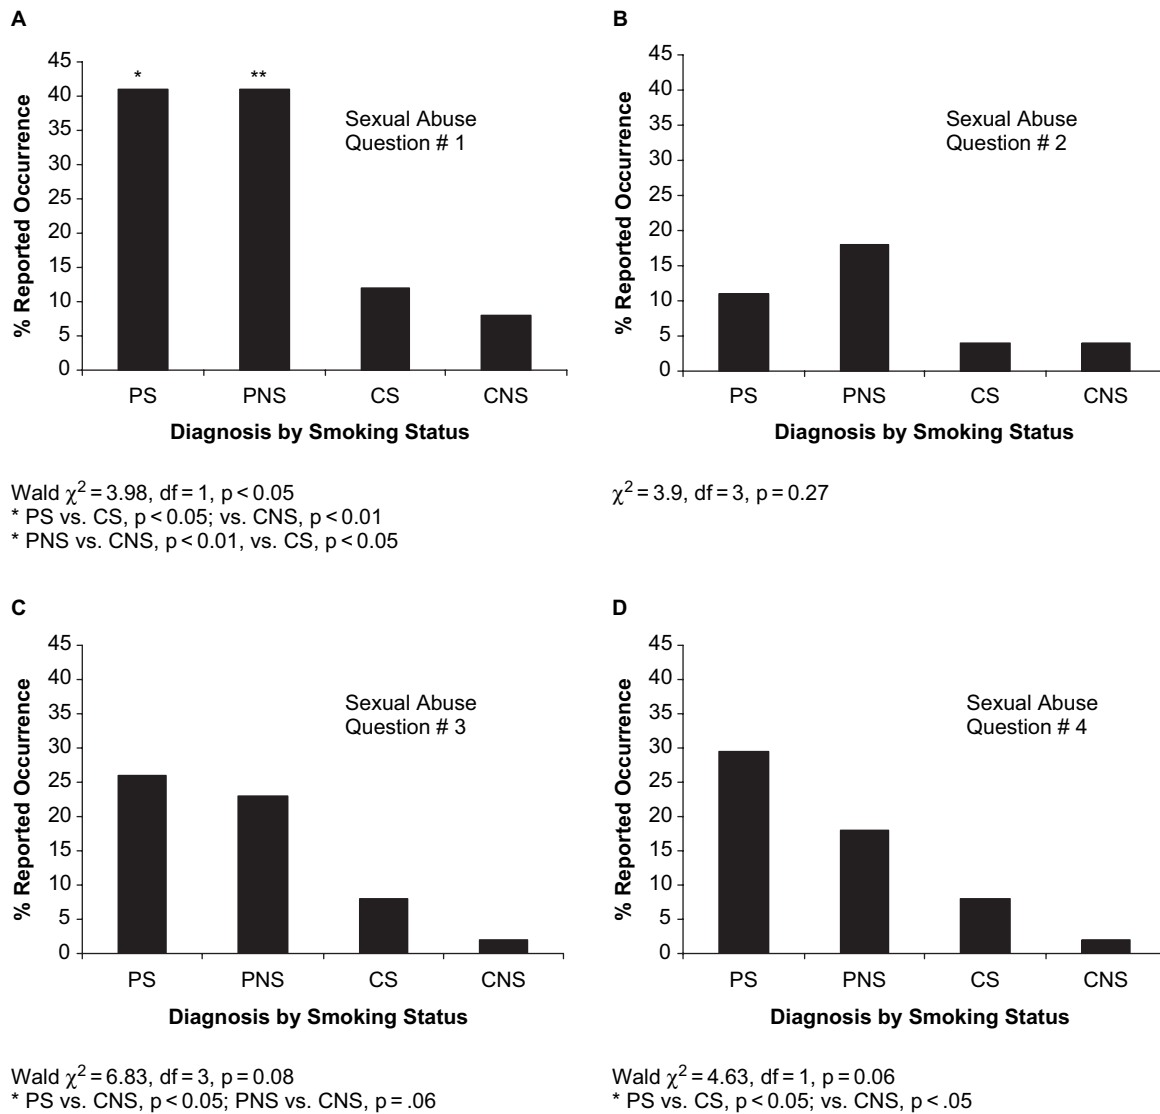 A
45
40
35
30
25
20
15
10
5
0
% Reported Occurrence
* **
Sexual Abuse
Question # 1
PS PNS CS CNS
Diagnosis by Smoking Status
Wald χ² = 3.98, df = 1, p < 0.05
* PS vs. CS, p < 0.05; vs. CNS, p < 0.01
* PNS vs. CNS, p < 0.01, vs. CS, p < 0.05
B
45
40
35
30
25
20
15
10
5
0
% Reported Occurrence
Sexual Abuse
Question # 2
PS PNS CS CNS
Diagnosis by Smoking Status
χ² = 3.9, df = 3, p = 0.27
C
45
40
35
30
25
20
15
10
5
0
% Reported Occurrence
Sexual Abuse
Question # 3
PS PNS CS CNS
Diagnosis by Smoking Status
Wald χ² = 6.83, df = 3, p = 0.08
* PS vs. CNS, p < 0.05; PNS vs. CNS, p = .06
D
45
40
35
30
25
20
15
10
5
0
% Reported Occurrence
Sexual Abuse
Question # 4
PS PNS CS CNS
Diagnosis by Smoking Status
Wald χ² = 4.63, df = 1, p = 0.06
* PS vs. CS, p < 0.05; vs. CNS, p < .05